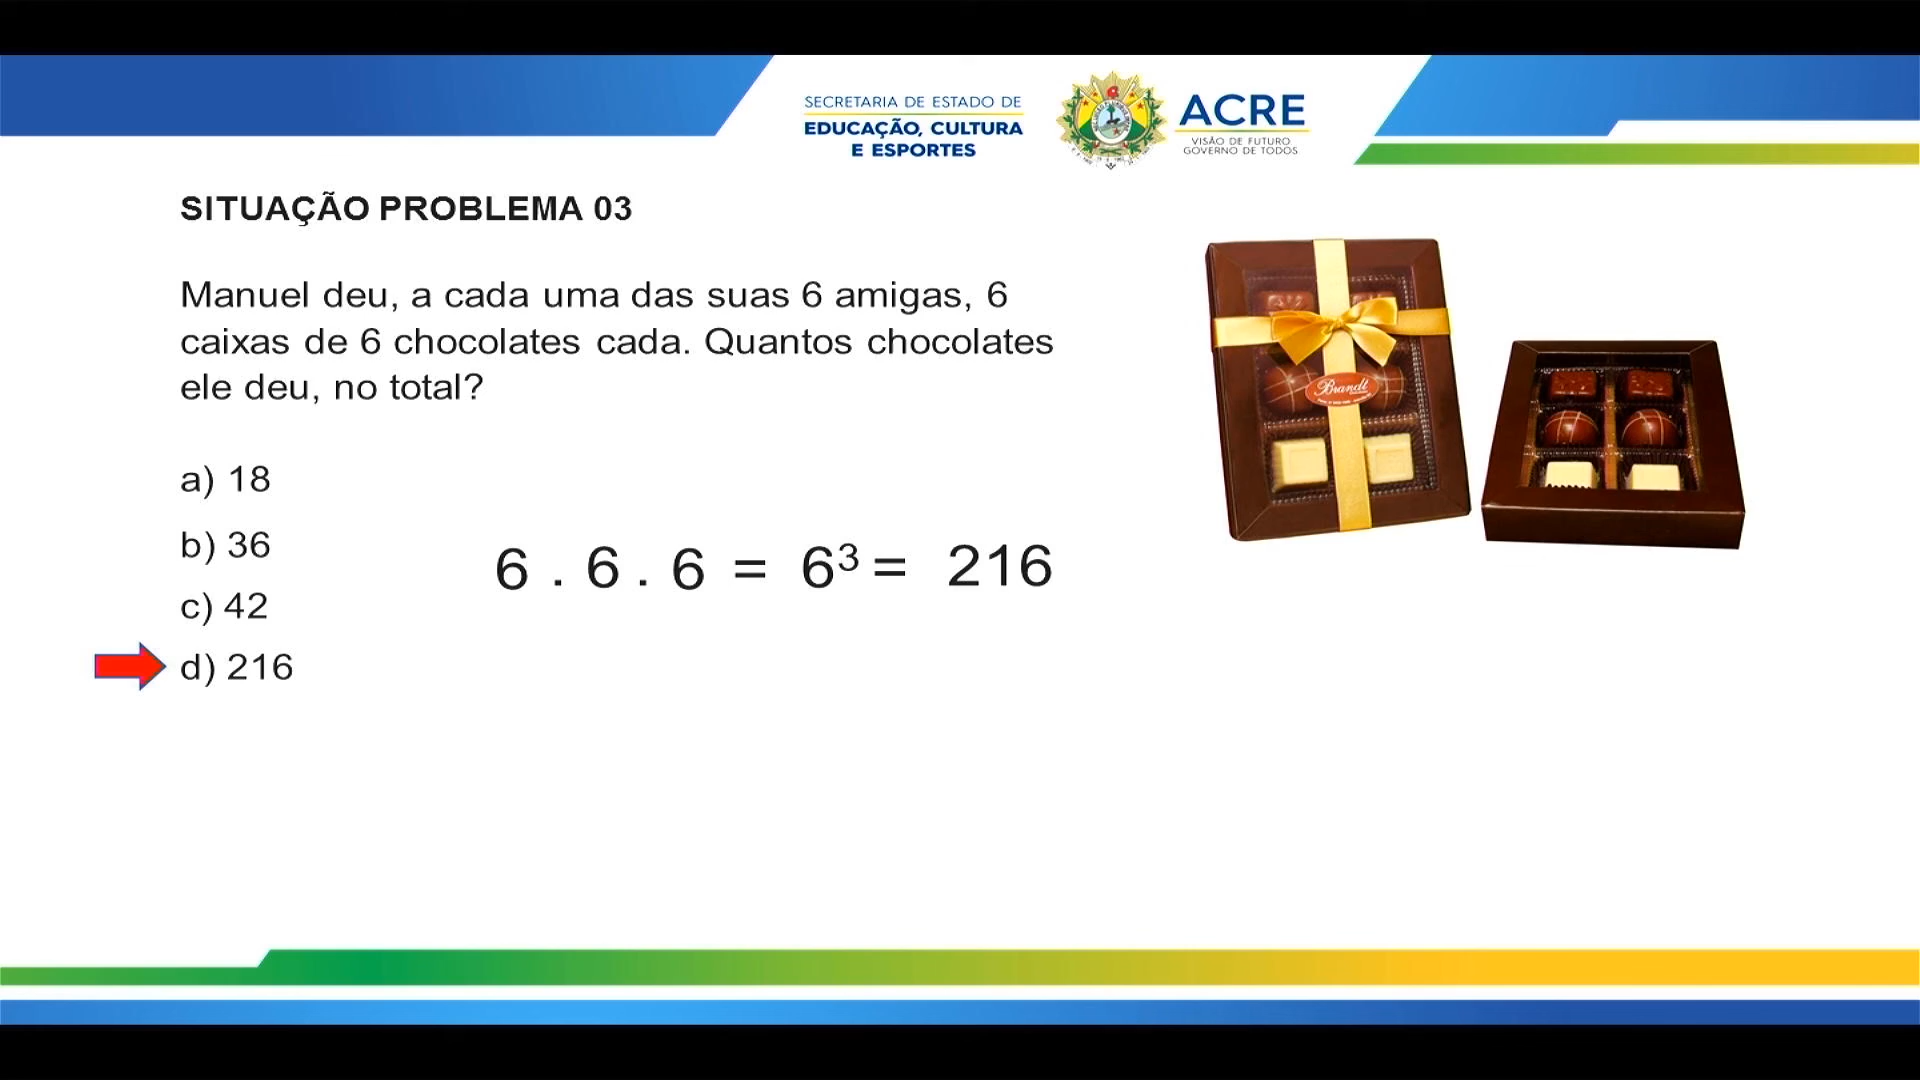 SECRETARIA DE ESTADO DE
EDUCAÇÃO, CULTURA
E ESPORTES
ACRE
VISÃO DE FUTURO
GOVERNO DE TODOS
SITUAÇÃO PROBLEMA 03
Manuel deu, a cada uma das suas 6 amigas, 6
caixas de 6 chocolates cada. Quantos chocolates
ele deu, no total?
Brandt
a) 18
b) 36
c) 42
d) 216
6 . 6 . 6 = 6³ = 216